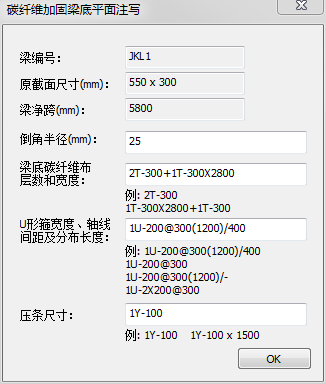 碳纤维加固梁底平面注写
梁编号: JKL1
原截面尺寸(mm): 550 x 300
梁净跨(mm): 5800
倒角半径(mm): 25
梁底碳纤维布
层数和宽度: 2T-300+1T-300X2800
例: 2T-300
1T-300X2800+1T-300
U形箍宽度、轴线
间距及分布长度: 1U-200@300(1200)/400
例: 1U-200@300(1200)/400
1U-200@300
1U-200@300(1200)/-
1U-2X200@300
压条尺寸: 1Y-100
例: 1Y-100 1Y-100 x 1500
OK